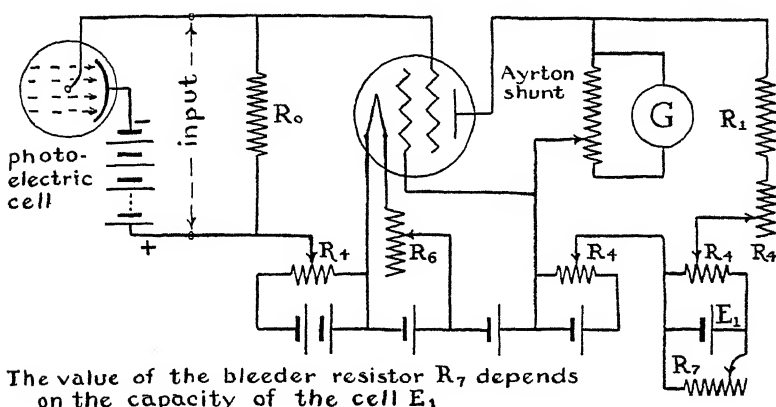 Ayrton
shunt
input
R₀
G
R₁
photo-
electric
cell
−
+
R₄
R₆
R₄
R₄
R₄
E₁
R₇
The value of the bleeder resistor R₇ depends
on the capacity of the cell E₁